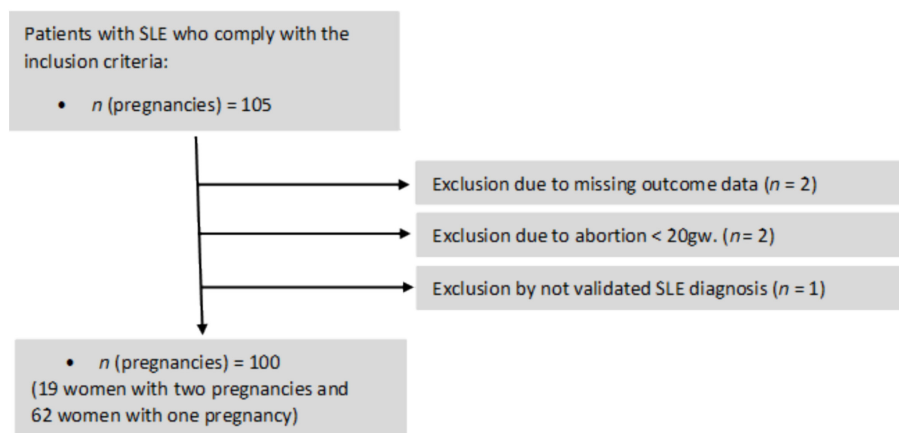 Patients with SLE who comply with the
inclusion criteria:
• n (pregnancies) = 105
Exclusion due to missing outcome data (n = 2)
Exclusion due to abortion < 20gw. (n= 2)
Exclusion by not validated SLE diagnosis (n = 1)
• n (pregnancies) = 100
(19 women with two pregnancies and
62 women with one pregnancy)